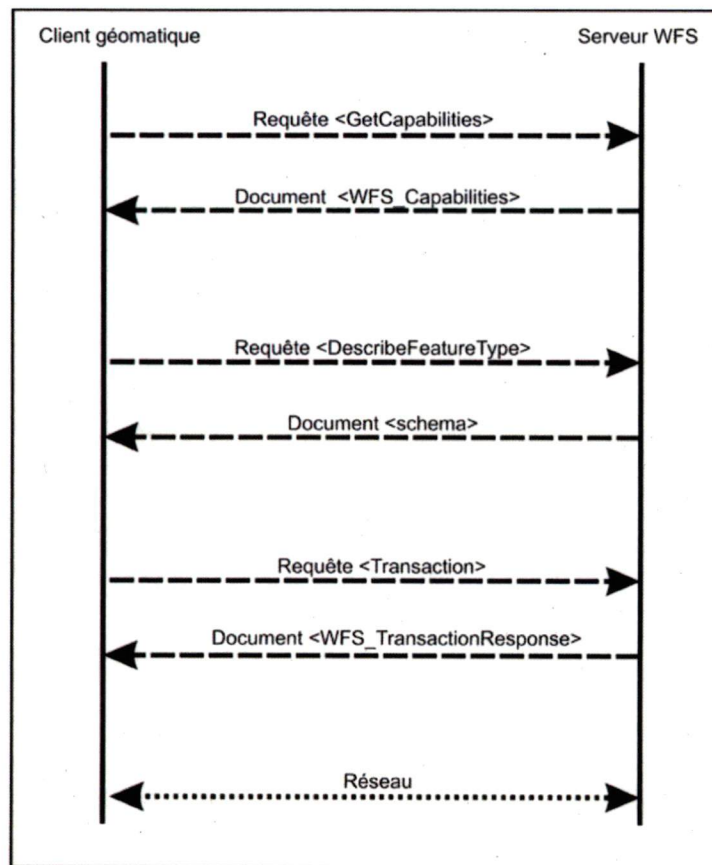 Client géomatique
Serveur WFS
Requête <GetCapabilities>
Document <WFS_Capabilities>
Requête <DescribeFeatureType>
Document <schema>
Requête <Transaction>
Document <WFS_TransactionResponse>
Réseau